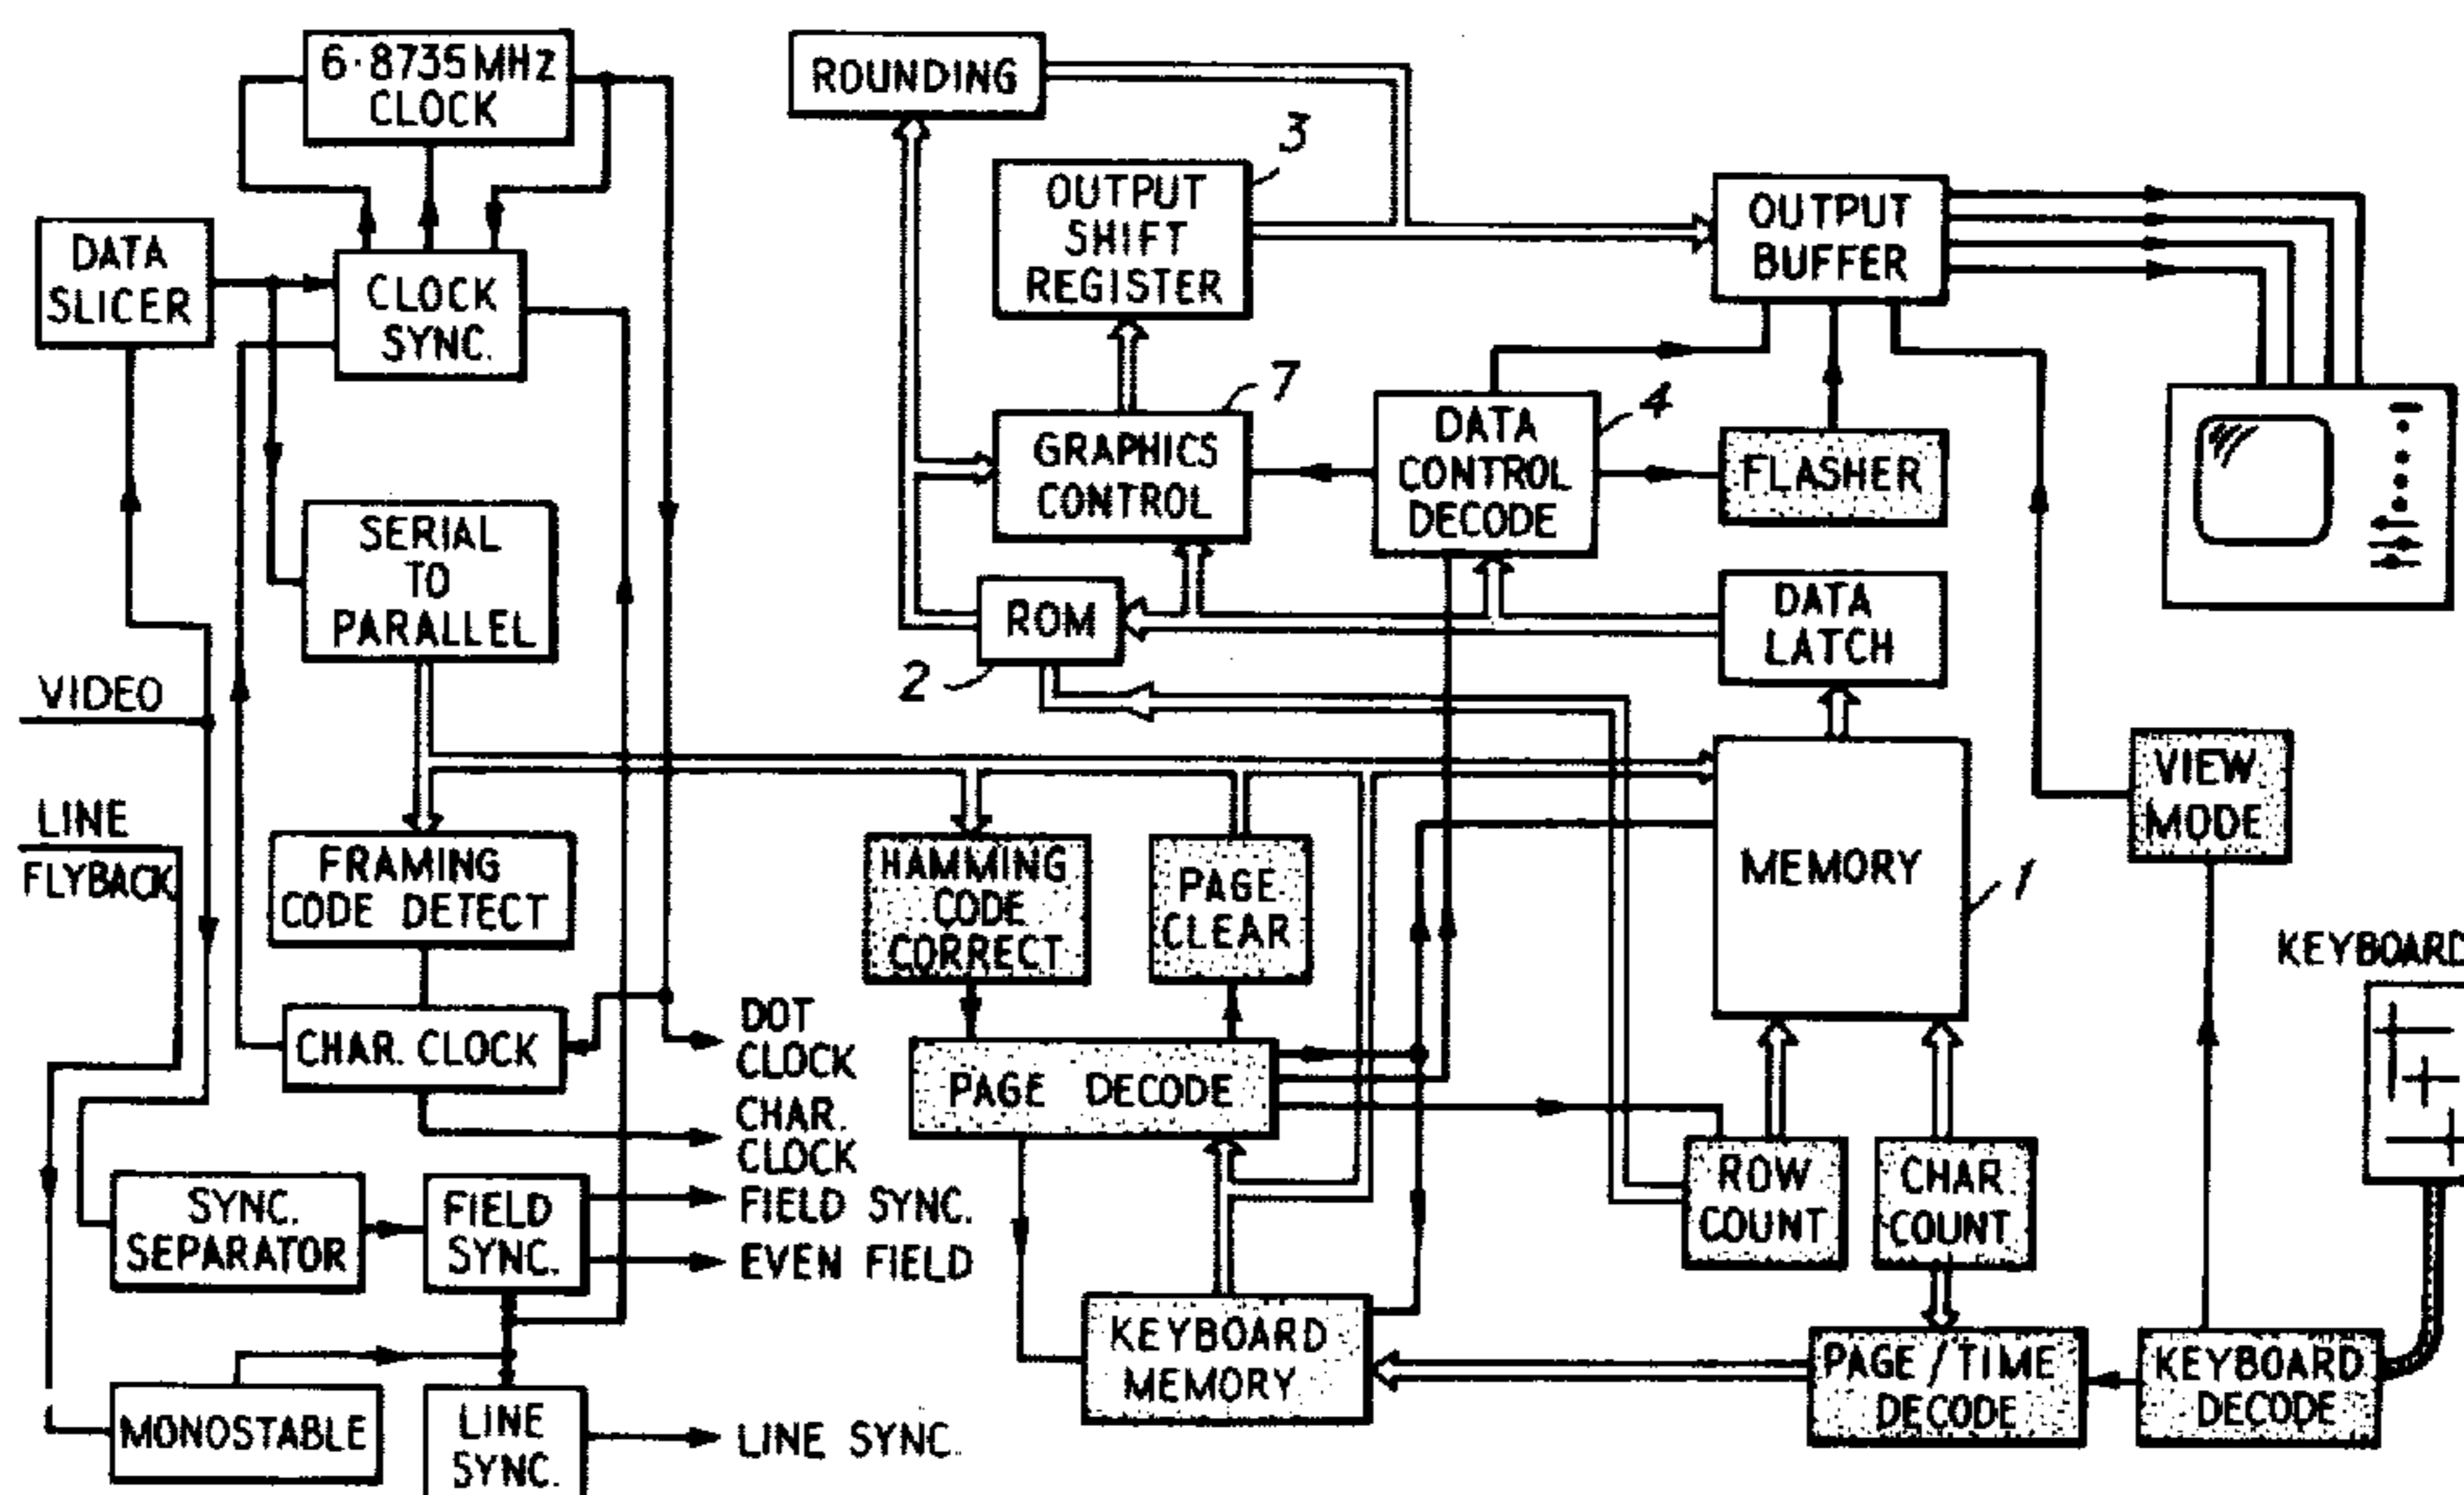 6·8735MHz
CLOCK
ROUNDING
3
OUTPUT
SHIFT
REGISTER
OUTPUT
BUFFER
DATA
SLICER
CLOCK
SYNC.
7
GRAPHICS
CONTROL
4
DATA
CONTROL
DECODE
FLASHER
SERIAL
TO
PARALLEL
ROM
2
DATA
LATCH
VIDEO
LINE
FLYBACK
FRAMING
CODE DETECT
HAMMING
CODE
CORRECT
PAGE
CLEAR
MEMORY
1
VIEW
MODE
KEYBOARD
CHAR. CLOCK
DOT
CLOCK
PAGE DECODE
CHAR.
CLOCK
SYNC.
SEPARATOR
FIELD
SYNC.
FIELD SYNC.
EVEN FIELD
ROW
COUNT
CHAR
COUNT
KEYBOARD
MEMORY
PAGE/TIME
DECODE
KEYBOARD
DECODE
MONOSTABLE
LINE
SYNC.
LINE SYNC.